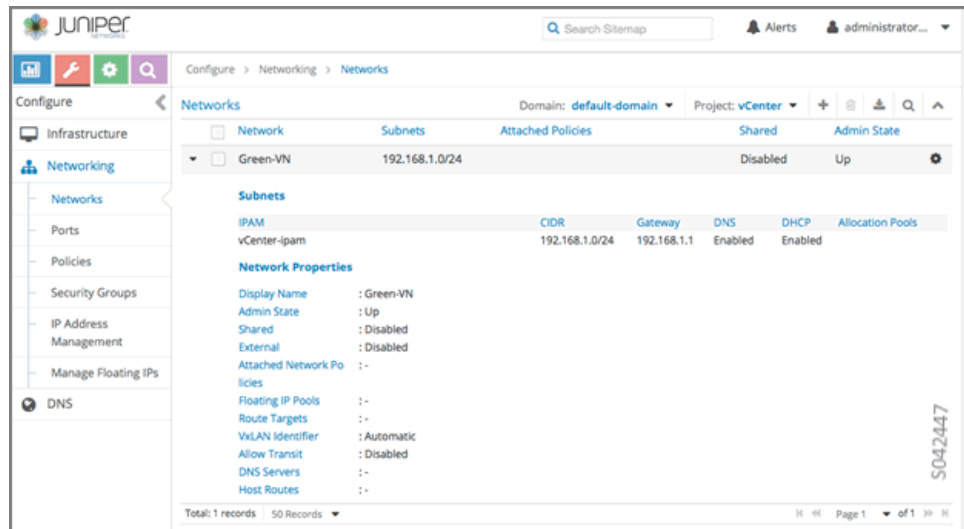 JUNIPER
NETWORKS
Search Sitemap
Alerts
administrator...
Configure > Networking > Networks
Configure
Infrastructure
Networking
Networks
Ports
Policies
Security Groups
IP Address
Management
Manage Floating IPs
DNS
Networks Domain: default-domain Project: vCenter
Network Subnets Attached Policies Shared Admin State
Green-VN 192.168.1.0/24 Disabled Up
Subnets
IPAM CIDR Gateway DNS DHCP Allocation Pools
vCenter-ipam 192.168.1.0/24 192.168.1.1 Enabled Enabled
Network Properties
Display Name : Green-VN
Admin State : Up
Shared : Disabled
External : Disabled
Attached Network Po : -
licies
Floating IP Pools : -
Route Targets : -
VxLAN Identifier : Automatic
Allow Transit : Disabled
DNS Servers : -
Host Routes : -
Total: 1 records 50 Records Page 1 of 1
S042447